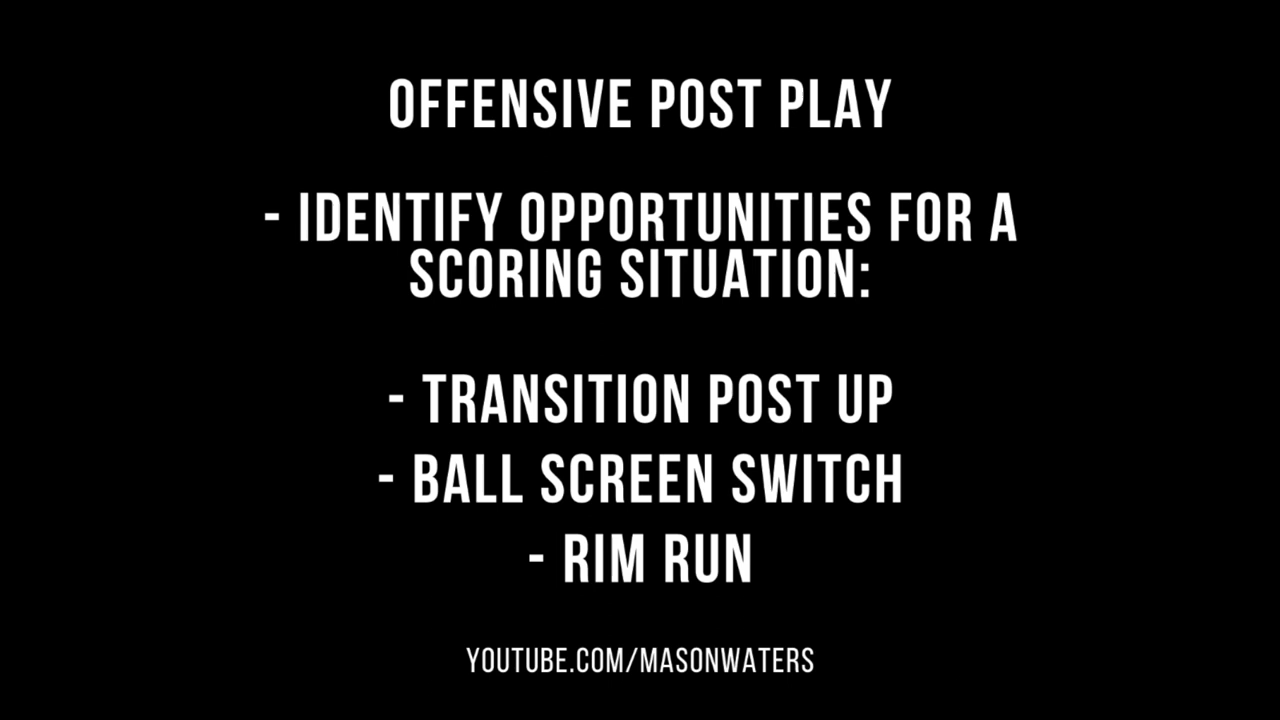 OFFENSIVE POST PLAY
- IDENTIFY OPPORTUNITIES FOR A
SCORING SITUATION:
- TRANSITION POST UP
- BALL SCREEN SWITCH
- RIM RUN
YOUTUBE.COM/MASONWATERS